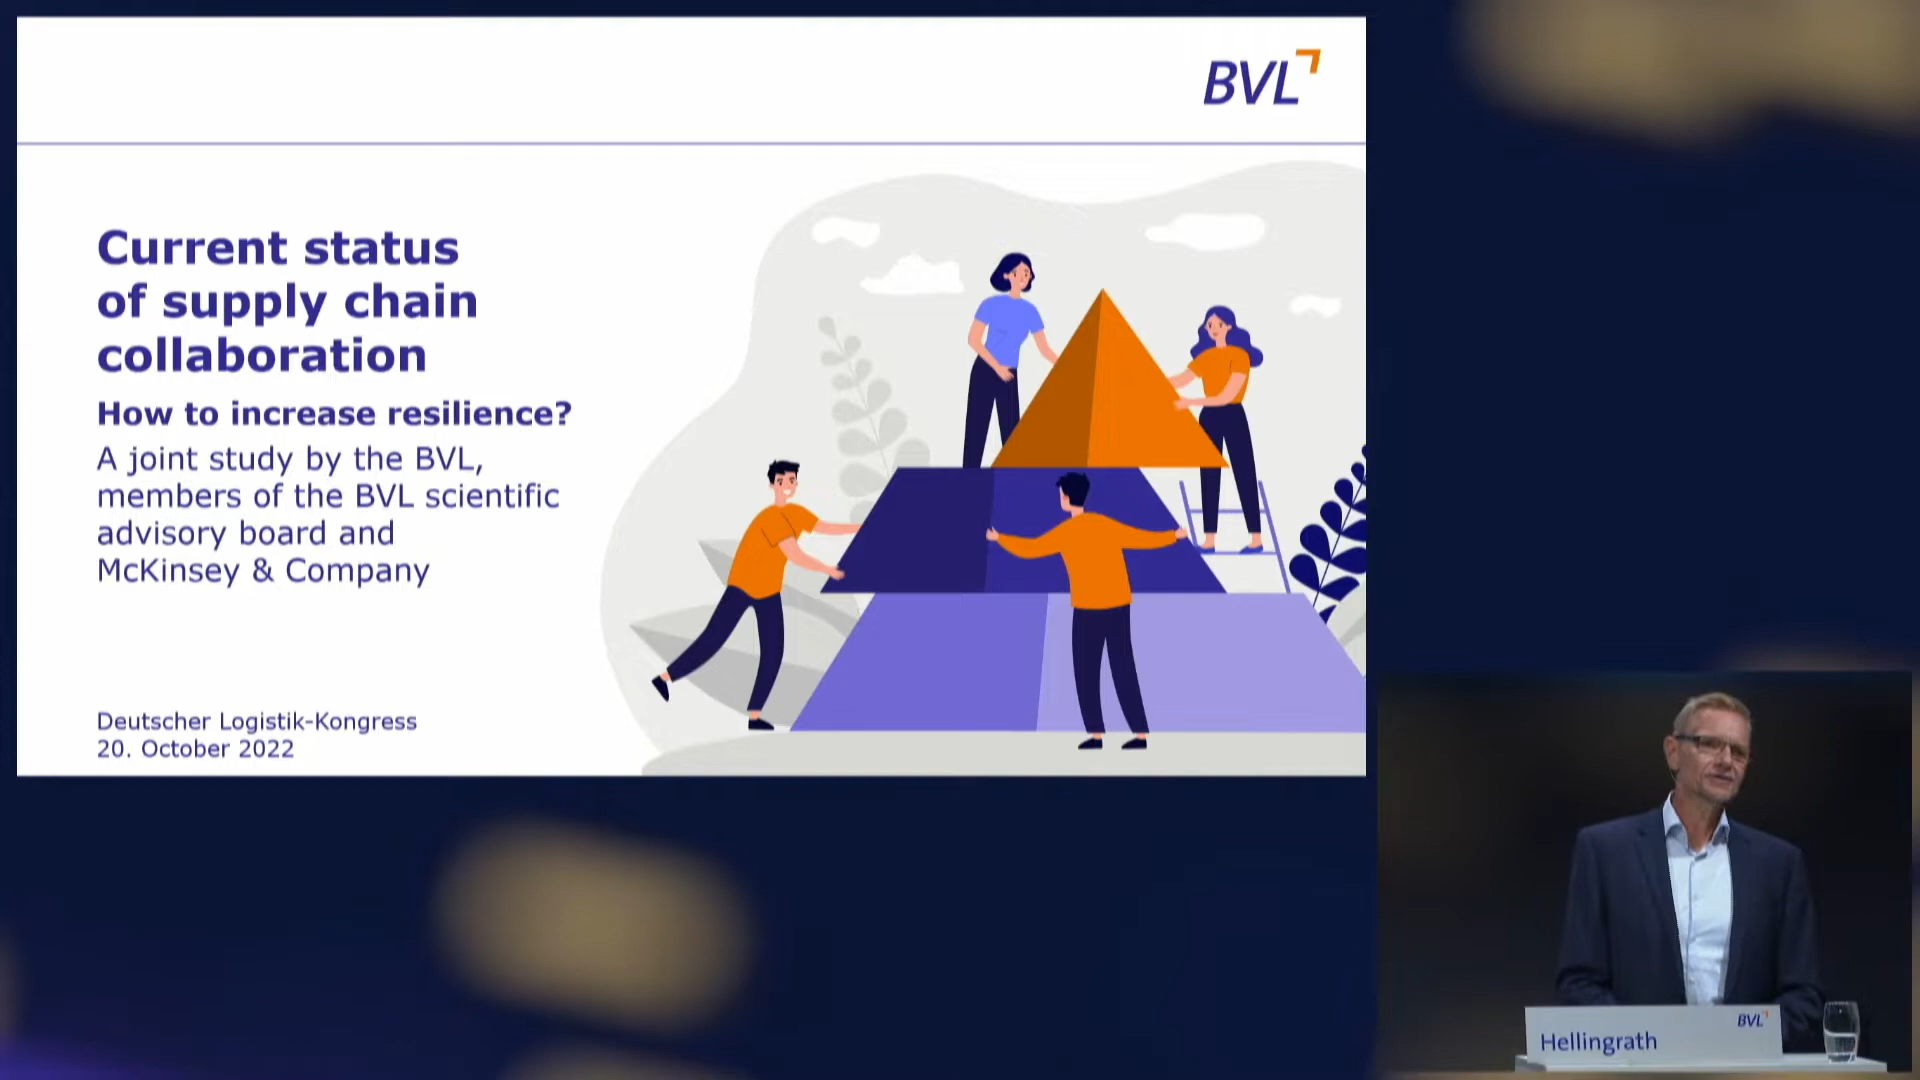 BVL
Current status
of supply chain
collaboration
How to increase resilience?
A joint study by the BVL,
members of the BVL scientific
advisory board and
McKinsey & Company
Deutscher Logistik-Kongress
20. October 2022
BVL
Hellingrath